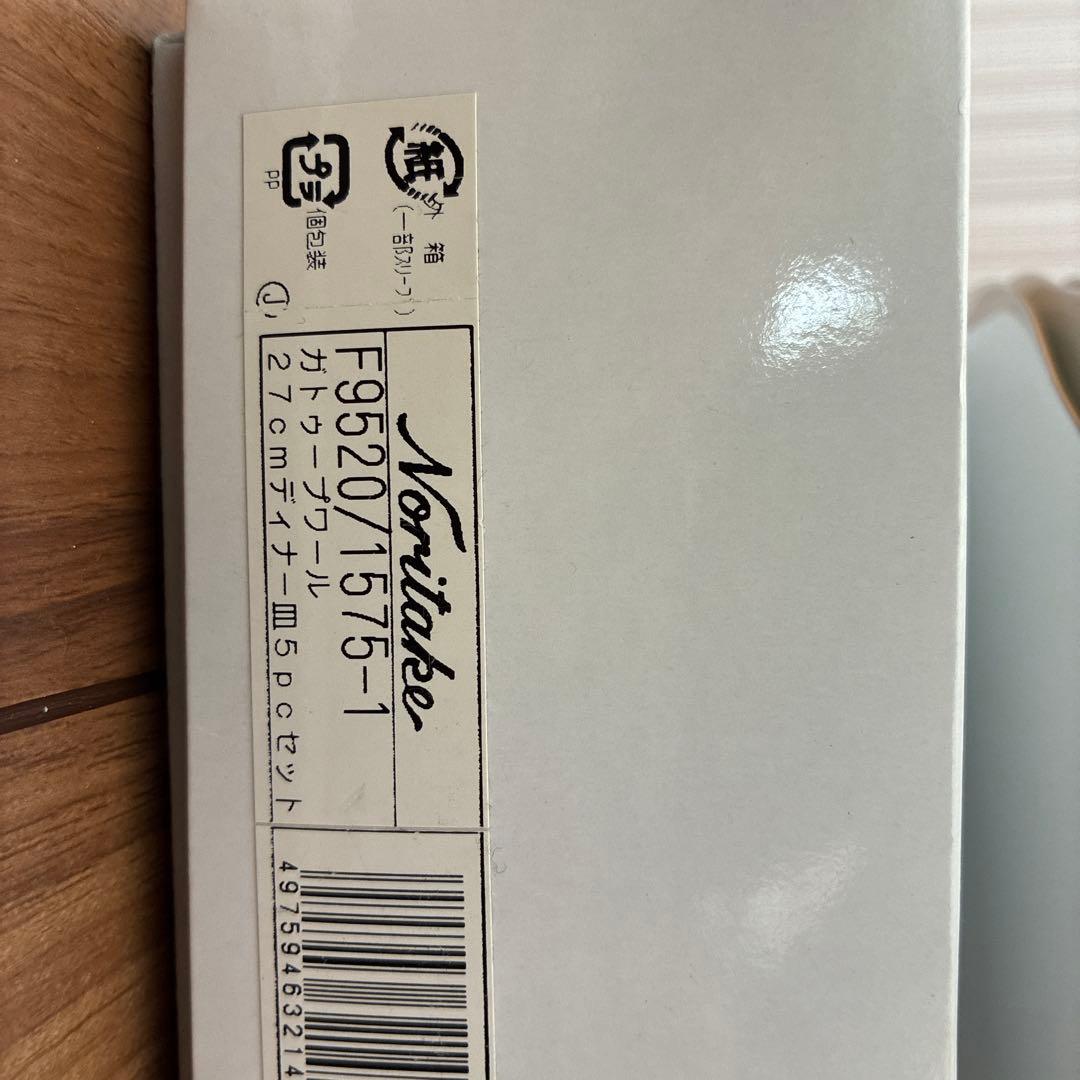 紙
外箱
(一部スリーブ)
プラ
個包装
PP
J
Noritake
F9520/1575-1
ガトゥープワール
27cmディナー皿5pcセット
49759463214